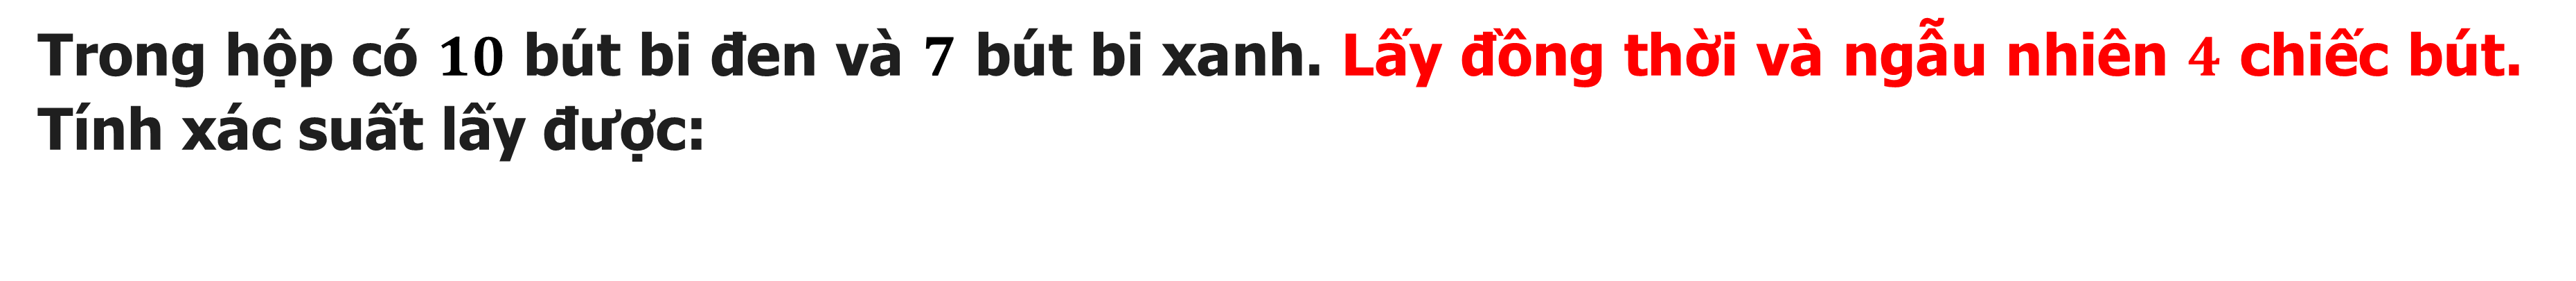 Trong hộp có 10 bút bi đen và 7 bút bi xanh. Lấy đồng thời và ngẫu nhiên 4 chiếc bút.
Tính xác suất lấy được: